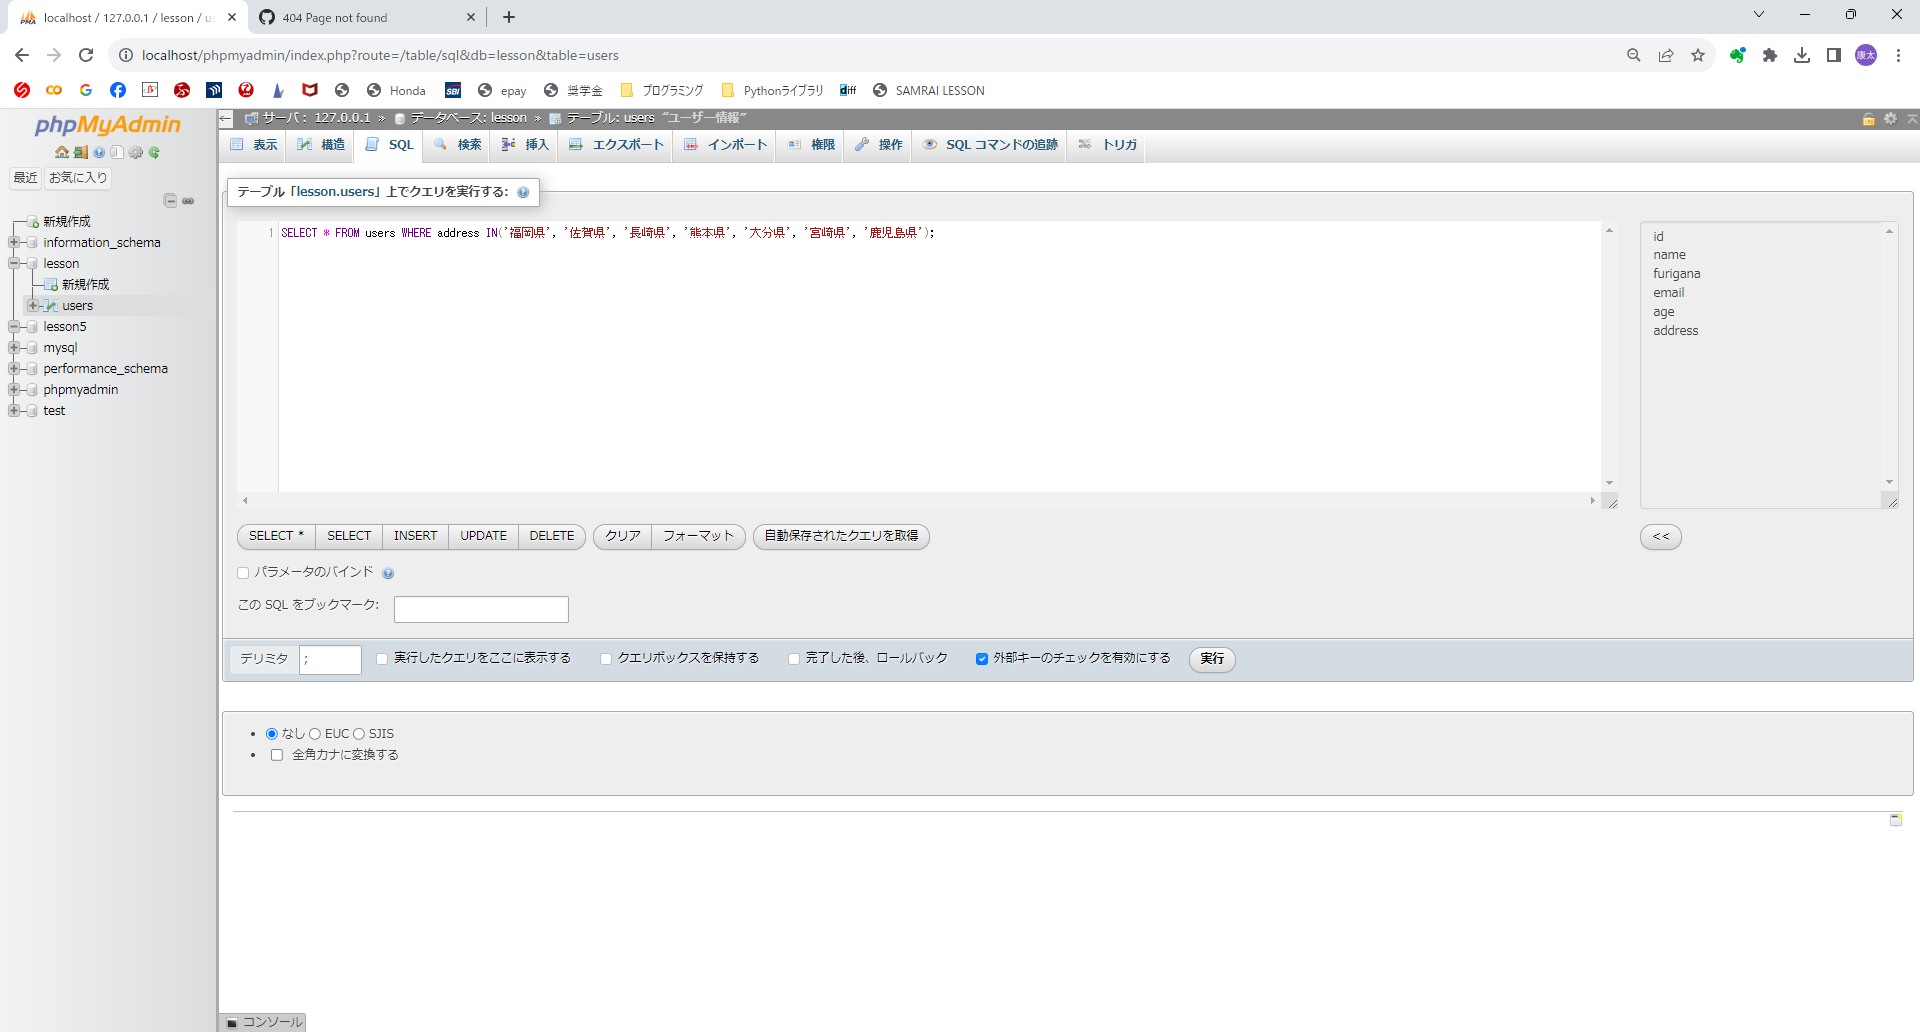 localhost / 127.0.0.1 / lesson / us
404 Page not found
localhost/phpmyadmin/index.php?route=/table/sql&db=lesson&table=users
康太
Honda
SBI
epay
奨学金
プログラミング
Pythonライブラリ
diff
SAMRAI LESSON
phpMyAdmin
最近
お気に入り
新規作成
information_schema
lesson
新規作成
users
lesson5
mysql
performance_schema
phpmyadmin
test
サーバ: 127.0.0.1 » データベース: lesson » テーブル: users "ユーザー情報"
表示
構造
SQL
検索
挿入
エクスポート
インポート
権限
操作
SQL コマンドの追跡
トリガ
テーブル「lesson.users」上でクエリを実行する:
1 SELECT * FROM users WHERE address IN('福岡県', '佐賀県', '長崎県', '熊本県', '大分県', '宮崎県', '鹿児島県');
id
name
furigana
email
age
address
SELECT *
SELECT
INSERT
UPDATE
DELETE
クリア
フォーマット
自動保存されたクエリを取得
<<
パラメータのバインド
この SQL をブックマーク:
デリミタ ;
実行したクエリをここに表示する
クエリボックスを保持する
完了した後、ロールバック
外部キーのチェックを有効にする
実行
なし EUC SJIS
全角カナに変換する
コンソール